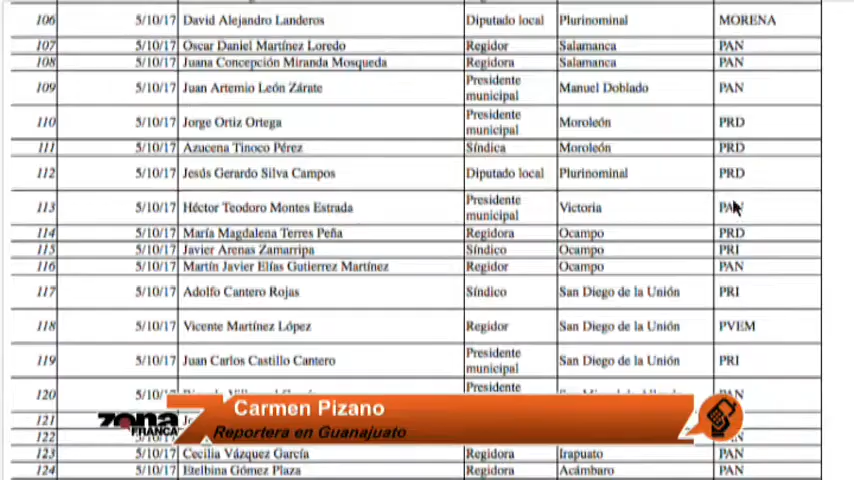 106 5/10/17 David Alejandro Landeros Diputado local Plurinominal MORENA
107 5/10/17 Oscar Daniel Martínez Loredo Regidor Salamanca PAN
108 5/10/17 Juana Concepción Miranda Mosqueda Regidora Salamanca PAN
109 5/10/17 Juan Artemio León Zárate Presidente municipal Manuel Doblado PAN
110 5/10/17 Jorge Ortiz Ortega Presidente municipal Moroleón PRD
111 5/10/17 Azucena Tinoco Pérez Síndica Moroleón PRD
112 5/10/17 Jesús Gerardo Silva Campos Diputado local Plurinominal PRD
113 5/10/17 Héctor Teodoro Montes Estrada Presidente municipal Victoria PAN
114 5/10/17 María Magdalena Terres Peña Regidora Ocampo PRD
115 5/10/17 Javier Arenas Zamarripa Síndico Ocampo PRI
116 5/10/17 Martín Javier Elías Gutierrez Martínez Regidor Ocampo PAN
117 5/10/17 Adolfo Cantero Rojas Síndico San Diego de la Unión PRI
118 5/10/17 Vicente Martínez López Regidor San Diego de la Unión PVEM
119 5/10/17 Juan Carlos Castillo Cantero Presidente municipal San Diego de la Unión PRI
120 5/10/17 Presidente PAN
121
122 5/10/17
123 5/10/17 Cecilia Vázquez García Regidora Irapuato PAN
124 5/10/17 Etelbina Gómez Plaza Regidora Acámbaro PAN
zona FRANCA
Carmen Pizano
Reportera en Guanajuato